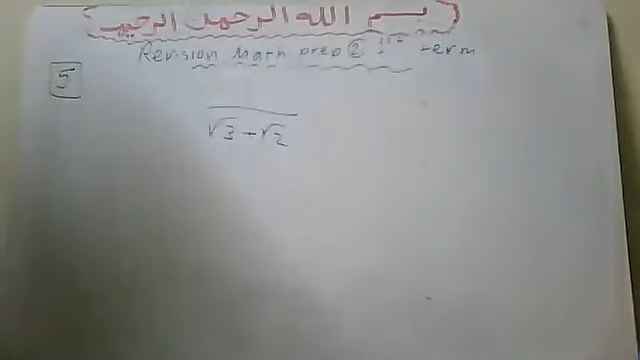 بسم الله الرحمن الرحيم
Revision Math prep ② 1st term
5
√3 - √2